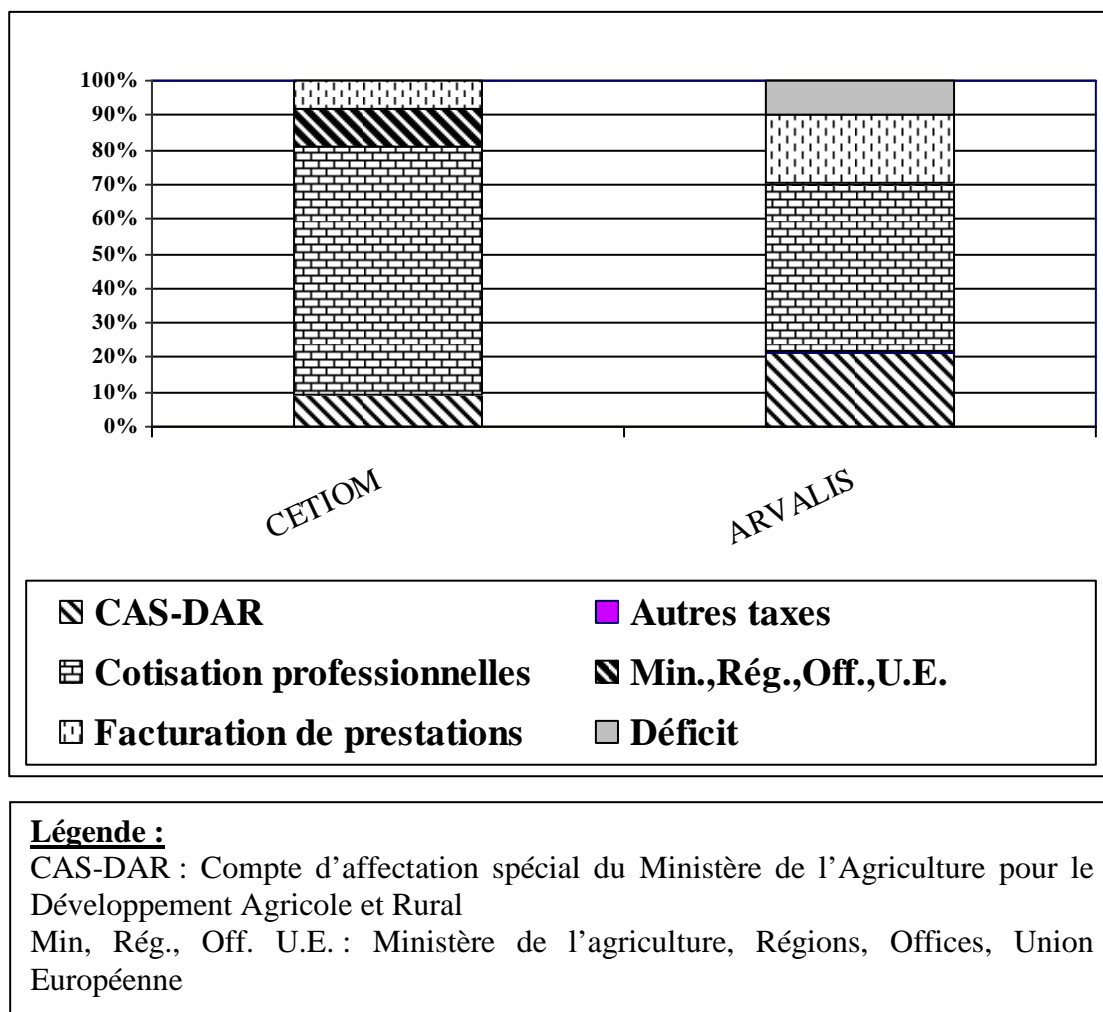 100%
90%
80%
70%
60%
50%
40%
30%
20%
10%
0%
CETIOM
ARVALIS
CAS-DAR
Autres taxes
Cotisation professionnelles
Min.,Rég.,Off.,U.E.
Facturation de prestations
Déficit
Légende :
CAS-DAR : Compte d’affectation spécial du Ministère de l’Agriculture pour le
Développement Agricole et Rural
Min, Rég., Off. U.E. : Ministère de l’agriculture, Régions, Offices, Union
Européenne